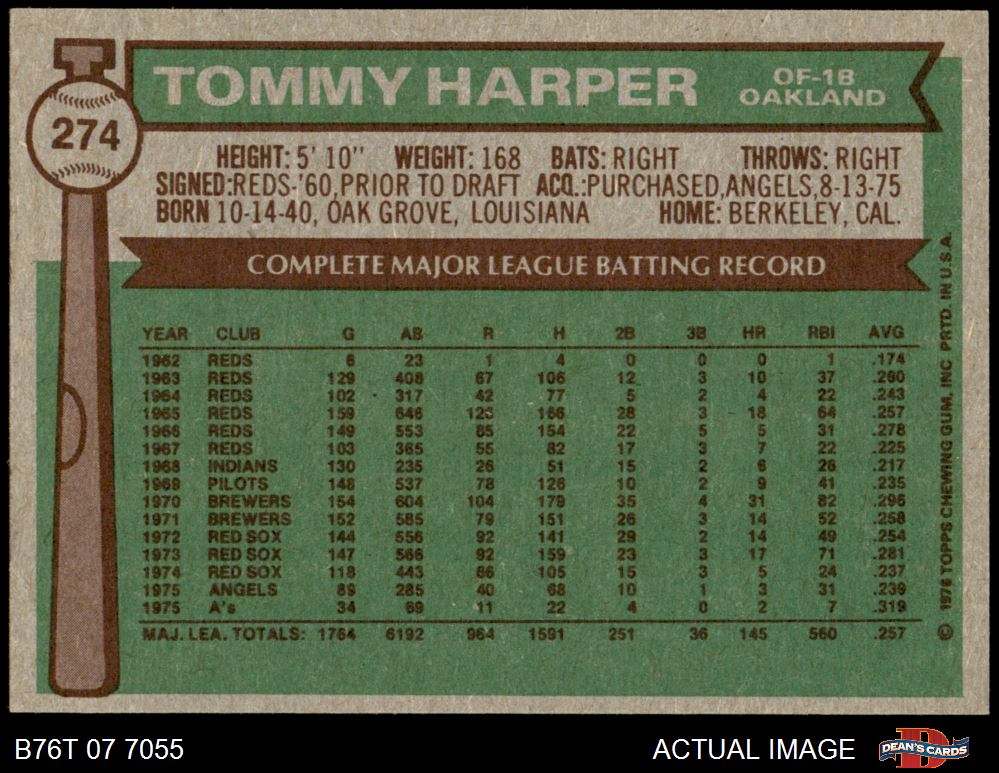 TOMMY HARPER OF-1B
OAKLAND
274
HEIGHT: 5' 10" WEIGHT: 168 BATS: RIGHT THROWS: RIGHT
SIGNED:REDS-'60,PRIOR TO DRAFT ACQ.:PURCHASED,ANGELS,8-13-75
BORN 10-14-40, OAK GROVE, LOUISIANA HOME: BERKELEY, CAL.
COMPLETE MAJOR LEAGUE BATTING RECORD
YEAR CLUB G AB R H 2B 3B HR RBI AVG
1962 REDS 6 23 1 4 0 0 0 1 .174
1963 REDS 129 408 67 106 12 3 10 37 .260
1964 REDS 102 317 42 77 5 2 4 22 .243
1965 REDS 159 646 126 166 28 3 18 64 .257
1966 REDS 149 553 85 154 22 5 5 31 .278
1967 REDS 103 365 55 82 17 3 7 22 .225
1968 INDIANS 130 235 26 51 15 2 6 26 .217
1969 PILOTS 148 537 78 126 10 2 9 41 .235
1970 BREWERS 154 604 104 179 35 4 31 82 .296
1971 BREWERS 152 585 79 151 26 3 14 52 .258
1972 RED SOX 144 556 92 141 29 2 14 49 .254
1973 RED SOX 147 566 92 159 23 3 17 71 .281
1974 RED SOX 118 443 66 105 15 3 5 24 .237
1975 ANGELS 89 285 40 68 10 1 3 31 .239
1975 A's 34 69 11 22 4 0 2 7 .319
MAJ. LEA. TOTALS: 1764 6192 964 1591 251 36 145 560 .257
© 1976 TOPPS CHEWING GUM, INC PRTD. IN U.S.A.
B76T 07 7055 ACTUAL IMAGE DEAN'S CARDS